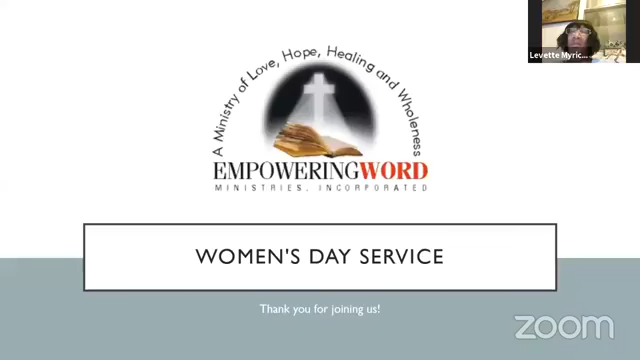 Levette Myric...
A Ministry of Love, Hope, Healing and Wholeness
EMPOWERINGWORD
MINISTRIES, INCORPORATED
WOMEN'S DAY SERVICE
Thank you for joining us!
zoom